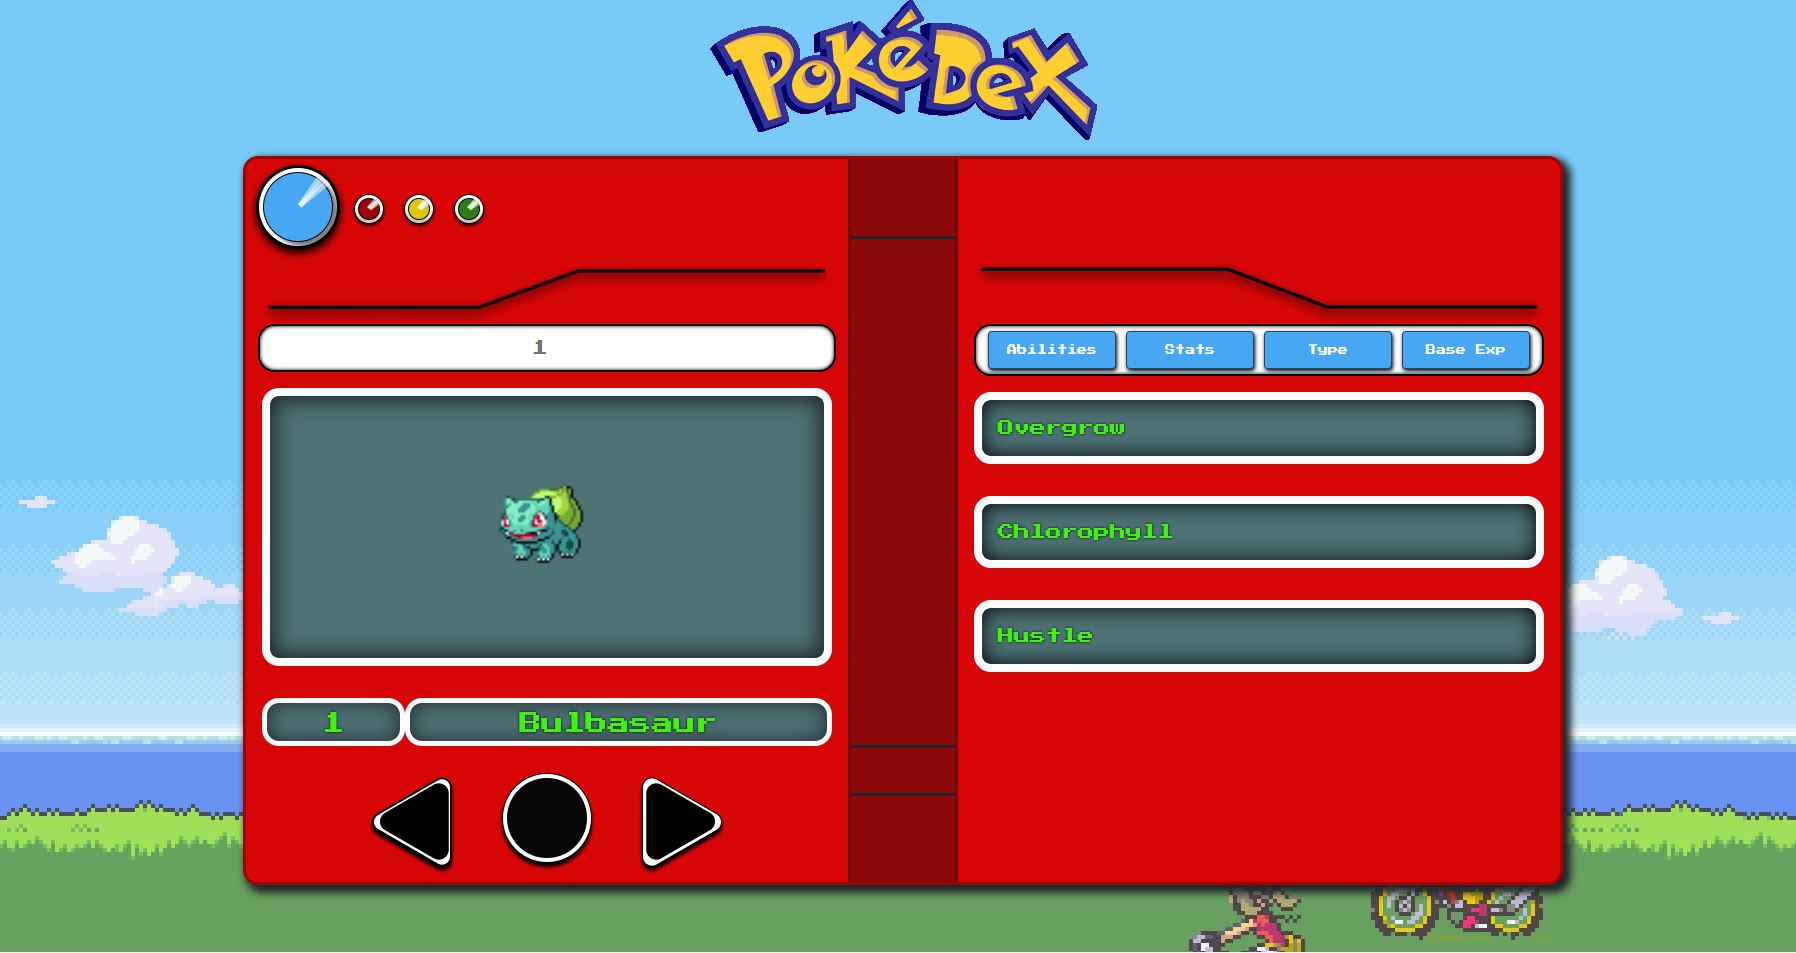 PoKéDex
1
Abilities Stats Type Base Exp
Overgrow
Chlorophyll
Hustle
1 Bulbasaur